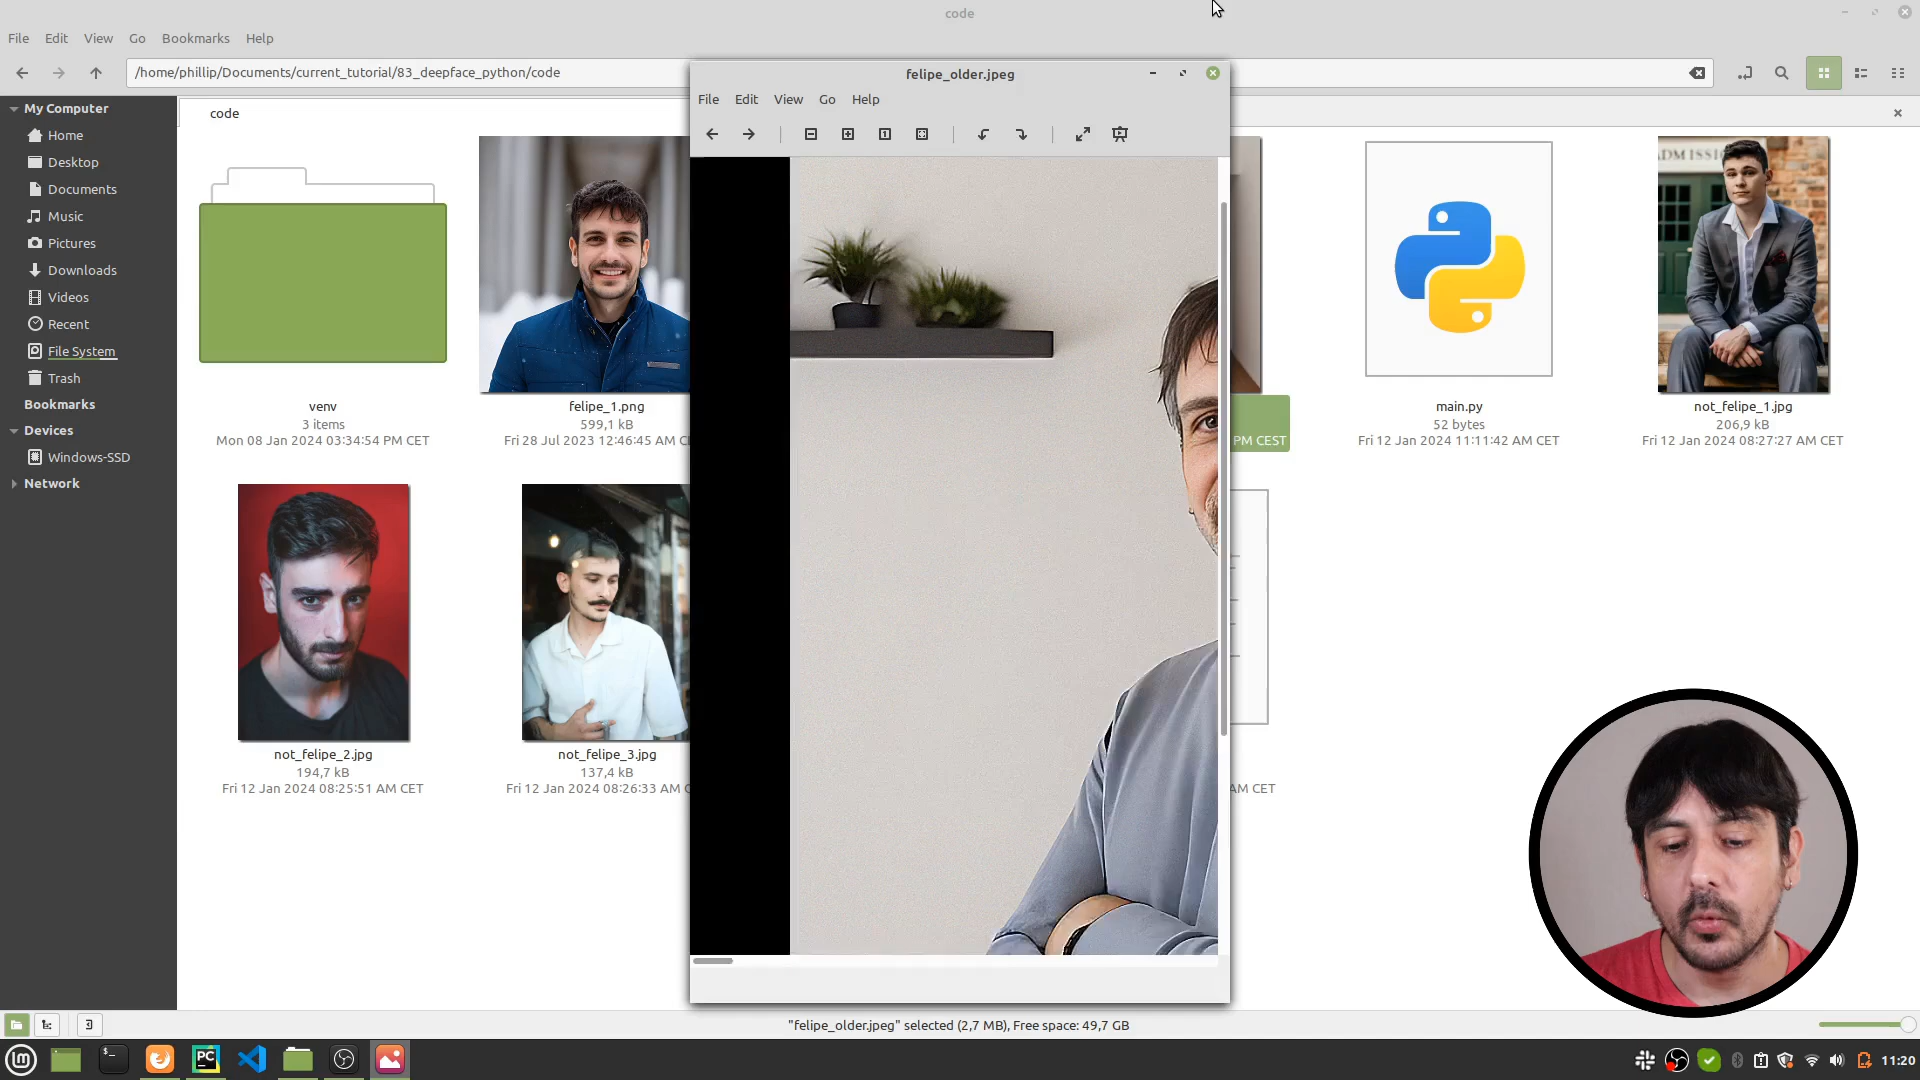 code
File Edit View Go Bookmarks Help
/home/phillip/Documents/current_tutorial/83_deepface_python/code
felipe_older.jpeg
File Edit View Go Help
My Computer
Home
Desktop
Documents
Music
Pictures
Downloads
Videos
Recent
File System
Trash
Bookmarks
Devices
Windows-SSD
Network
code
venv
3 items
Mon 08 Jan 2024 03:34:54 PM CET
felipe_1.png
599,1 kB
Fri 28 Jul 2023 12:46:45 AM
PM CEST
main.py
52 bytes
Fri 12 Jan 2024 11:11:42 AM CET
not_felipe_1.jpg
206,9 kB
Fri 12 Jan 2024 08:27:27 AM CET
not_felipe_2.jpg
194,7 kB
Fri 12 Jan 2024 08:25:51 AM CET
not_felipe_3.jpg
137,4 kB
Fri 12 Jan 2024 08:26:33 AM
AM CET
"felipe_older.jpeg" selected (2,7 MB), Free space: 49,7 GB
PC
11:20